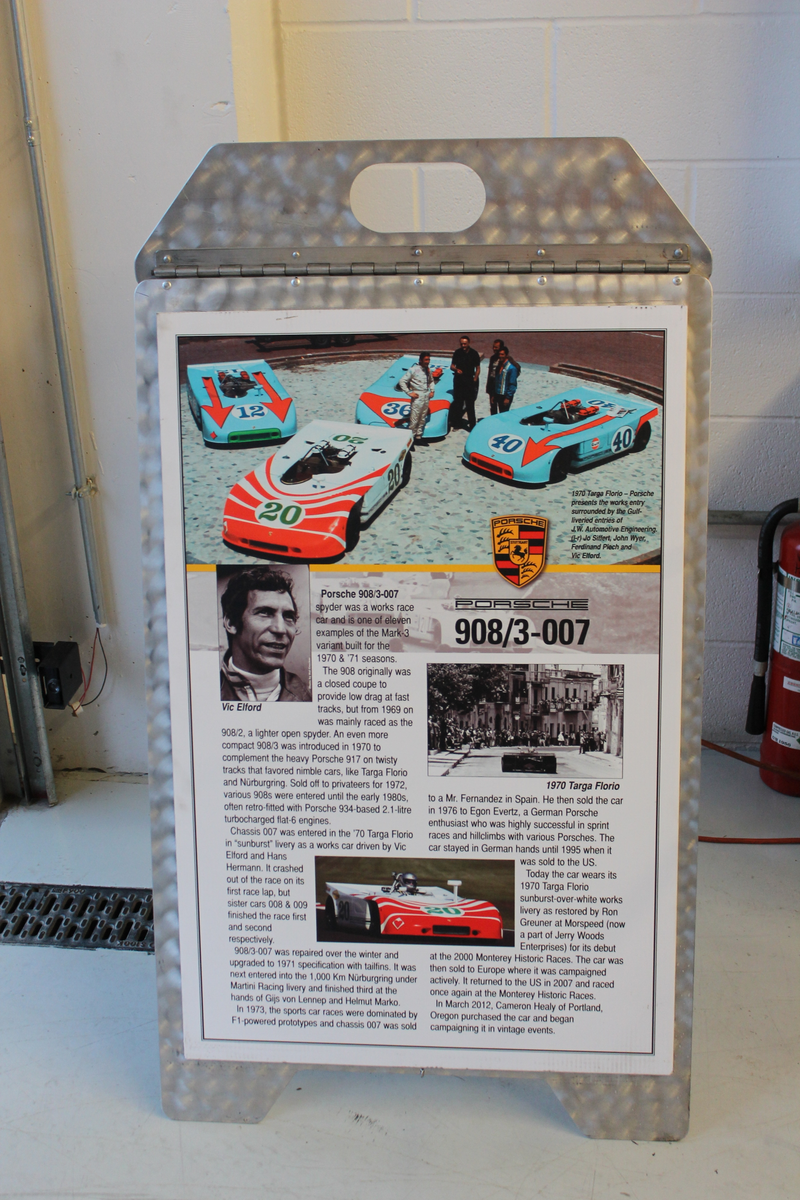 12
36
40
40
20
20
20
1970 Targa Florio – Porsche
presents the works entry
surrounded by the Gulf-
liveried entries of
J.W. Automotive Engineering.
(l-r) Jo Siffert, John Wyer,
Ferdinand Piech and
Vic Elford.
PORSCHE
PORSCHE
908/3-007
Porsche 908/3-007
spyder was a works race
car and is one of eleven
examples of the Mark-3
variant built for the
1970 & '71 seasons.
The 908 originally was
a closed coupe to
provide low drag at fast
tracks, but from 1969 on
was mainly raced as the
Vic Elford
908/2, a lighter open spyder. An even more
compact 908/3 was introduced in 1970 to
complement the heavy Porsche 917 on twisty
tracks that favored nimble cars, like Targa Florio
and Nürburgring. Sold off to privateers for 1972,
various 908s were entered until the early 1980s,
often retro-fitted with Porsche 934-based 2.1-litre
turbocharged flat-6 engines.
Chassis 007 was entered in the '70 Targa Florio
in “sunburst” livery as a works car driven by Vic
Elford and Hans
Hermann. It crashed
out of the race on its
first race lap, but
sister cars 008 & 009
finished the race first
and second
respectively.
908/3-007 was repaired over the winter and
upgraded to 1971 specification with tailfins. It was
next entered into the 1,000 Km Nürburgring under
Martini Racing livery and finished third at the
hands of Gijs von Lennep and Helmut Marko.
In 1973, the sports car races were dominated by
F1-powered prototypes and chassis 007 was sold
1970 Targa Florio
to a Mr. Fernandez in Spain. He then sold the car
in 1976 to Egon Evertz, a German Porsche
enthusiast who was highly successful in sprint
races and hillclimbs with various Porsches. The
car stayed in German hands until 1995 when it
was sold to the US.
Today the car wears its
1970 Targa Florio
sunburst-over-white works
livery as restored by Ron
Greuner at Morspeed (now
a part of Jerry Woods
Enterprises) for its debut
at the 2000 Monterey Historic Races. The car was
then sold to Europe where it was campaigned
actively. It returned to the US in 2007 and raced
once again at the Monterey Historic Races.
In March 2012, Cameron Healy of Portland,
Oregon purchased the car and began
campaigning it in vintage events.
20
20